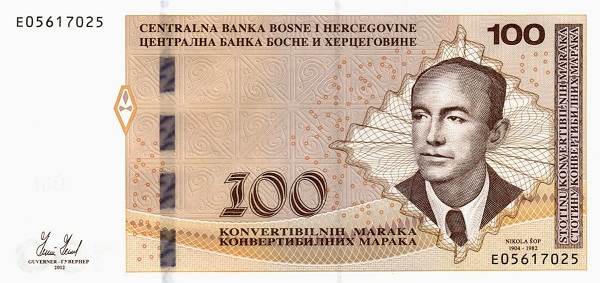 E05617025
CENTRALNA BANKA BOSNE I HERCEGOVINE
ЦЕНТРАЛНА БАНКА БОСНЕ И ХЕРЦЕГОВИНЕ
100
STOTINU KONVERTIBILNIH MARAKA
СТОТИНУ КОНВЕРТИБИЛНИХ МАРАКА
100
KONVERTIBILNIH MARAKA
КОНВЕРТИБИЛНИХ МАРАКА
GUVERNER - ГУВЕРНЕР
2012
NIKOLA ŠOP
1904 - 1982
E05617025